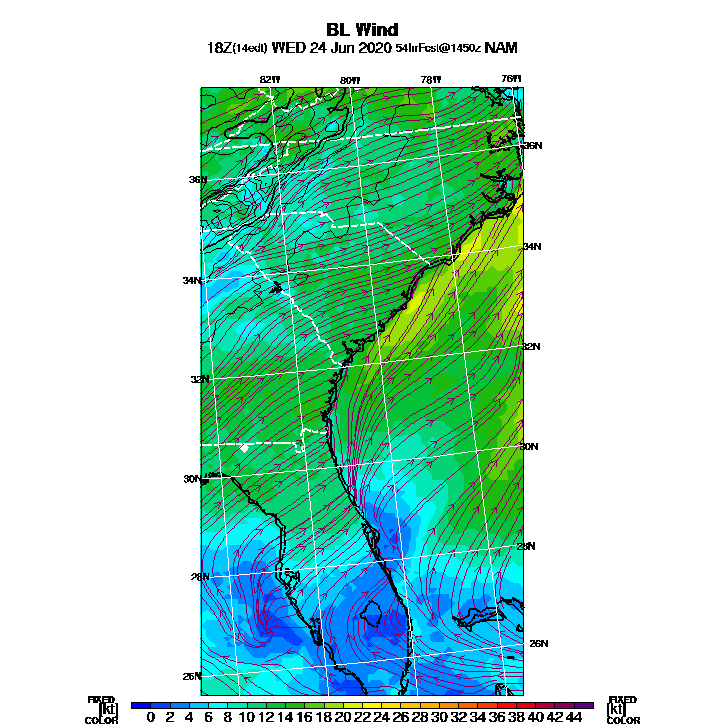 BL Wind
18Z(14edt) WED 24 Jun 2020 54hrFcst@1450z NAM
82W 80W 78W 76W
36N 36N
34N 34N
32N 32N
30N 30N
28N 28N
26N 26N
FIXED FIXED
[kt] 0 2 4 6 8 10 12 14 16 18 20 22 24 26 28 30 32 34 36 38 40 42 44 [kt]
COLOR COLOR